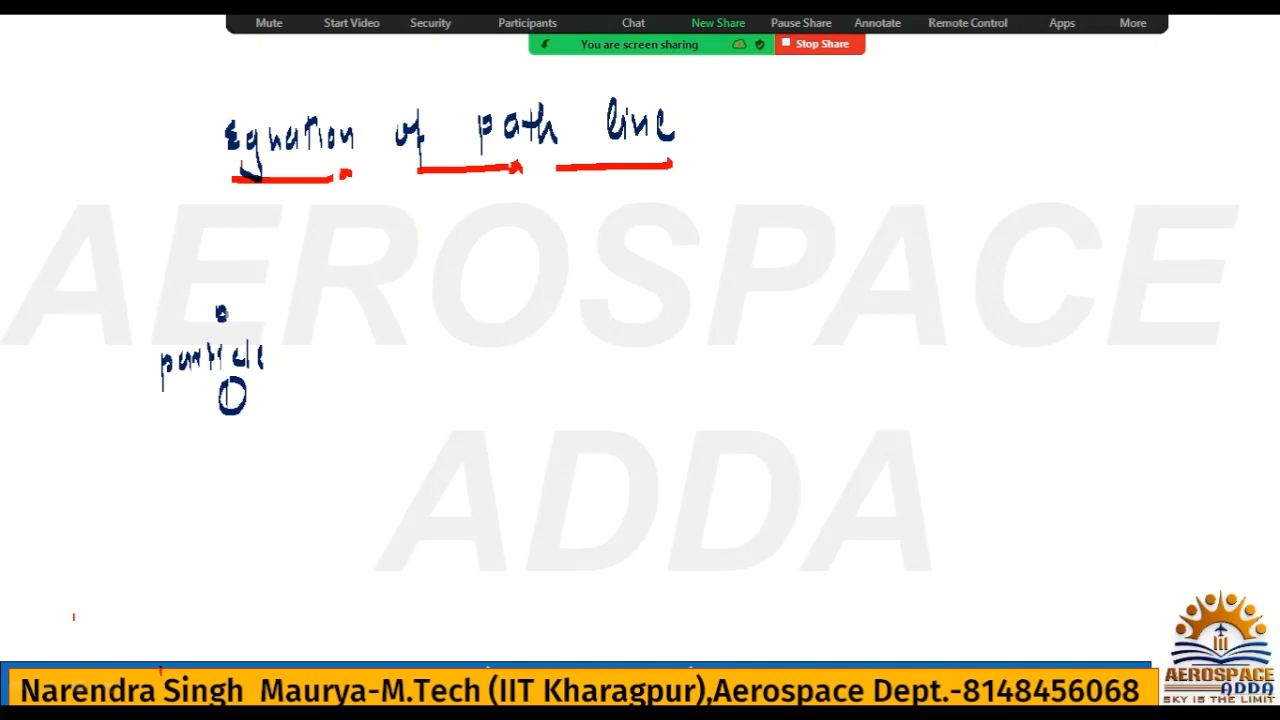 Mute Start Video Security Participants Chat New Share Pause Share Annotate Remote Control Apps More
You are screen sharing Stop Share
Equation of path line
AEROSPACE
particle
1
ADDA
AEROSPACE
ADDA
SKY IS THE LIMIT
Narendra Singh Maurya-M.Tech (IIT Kharagpur),Aerospace Dept.-8148456068